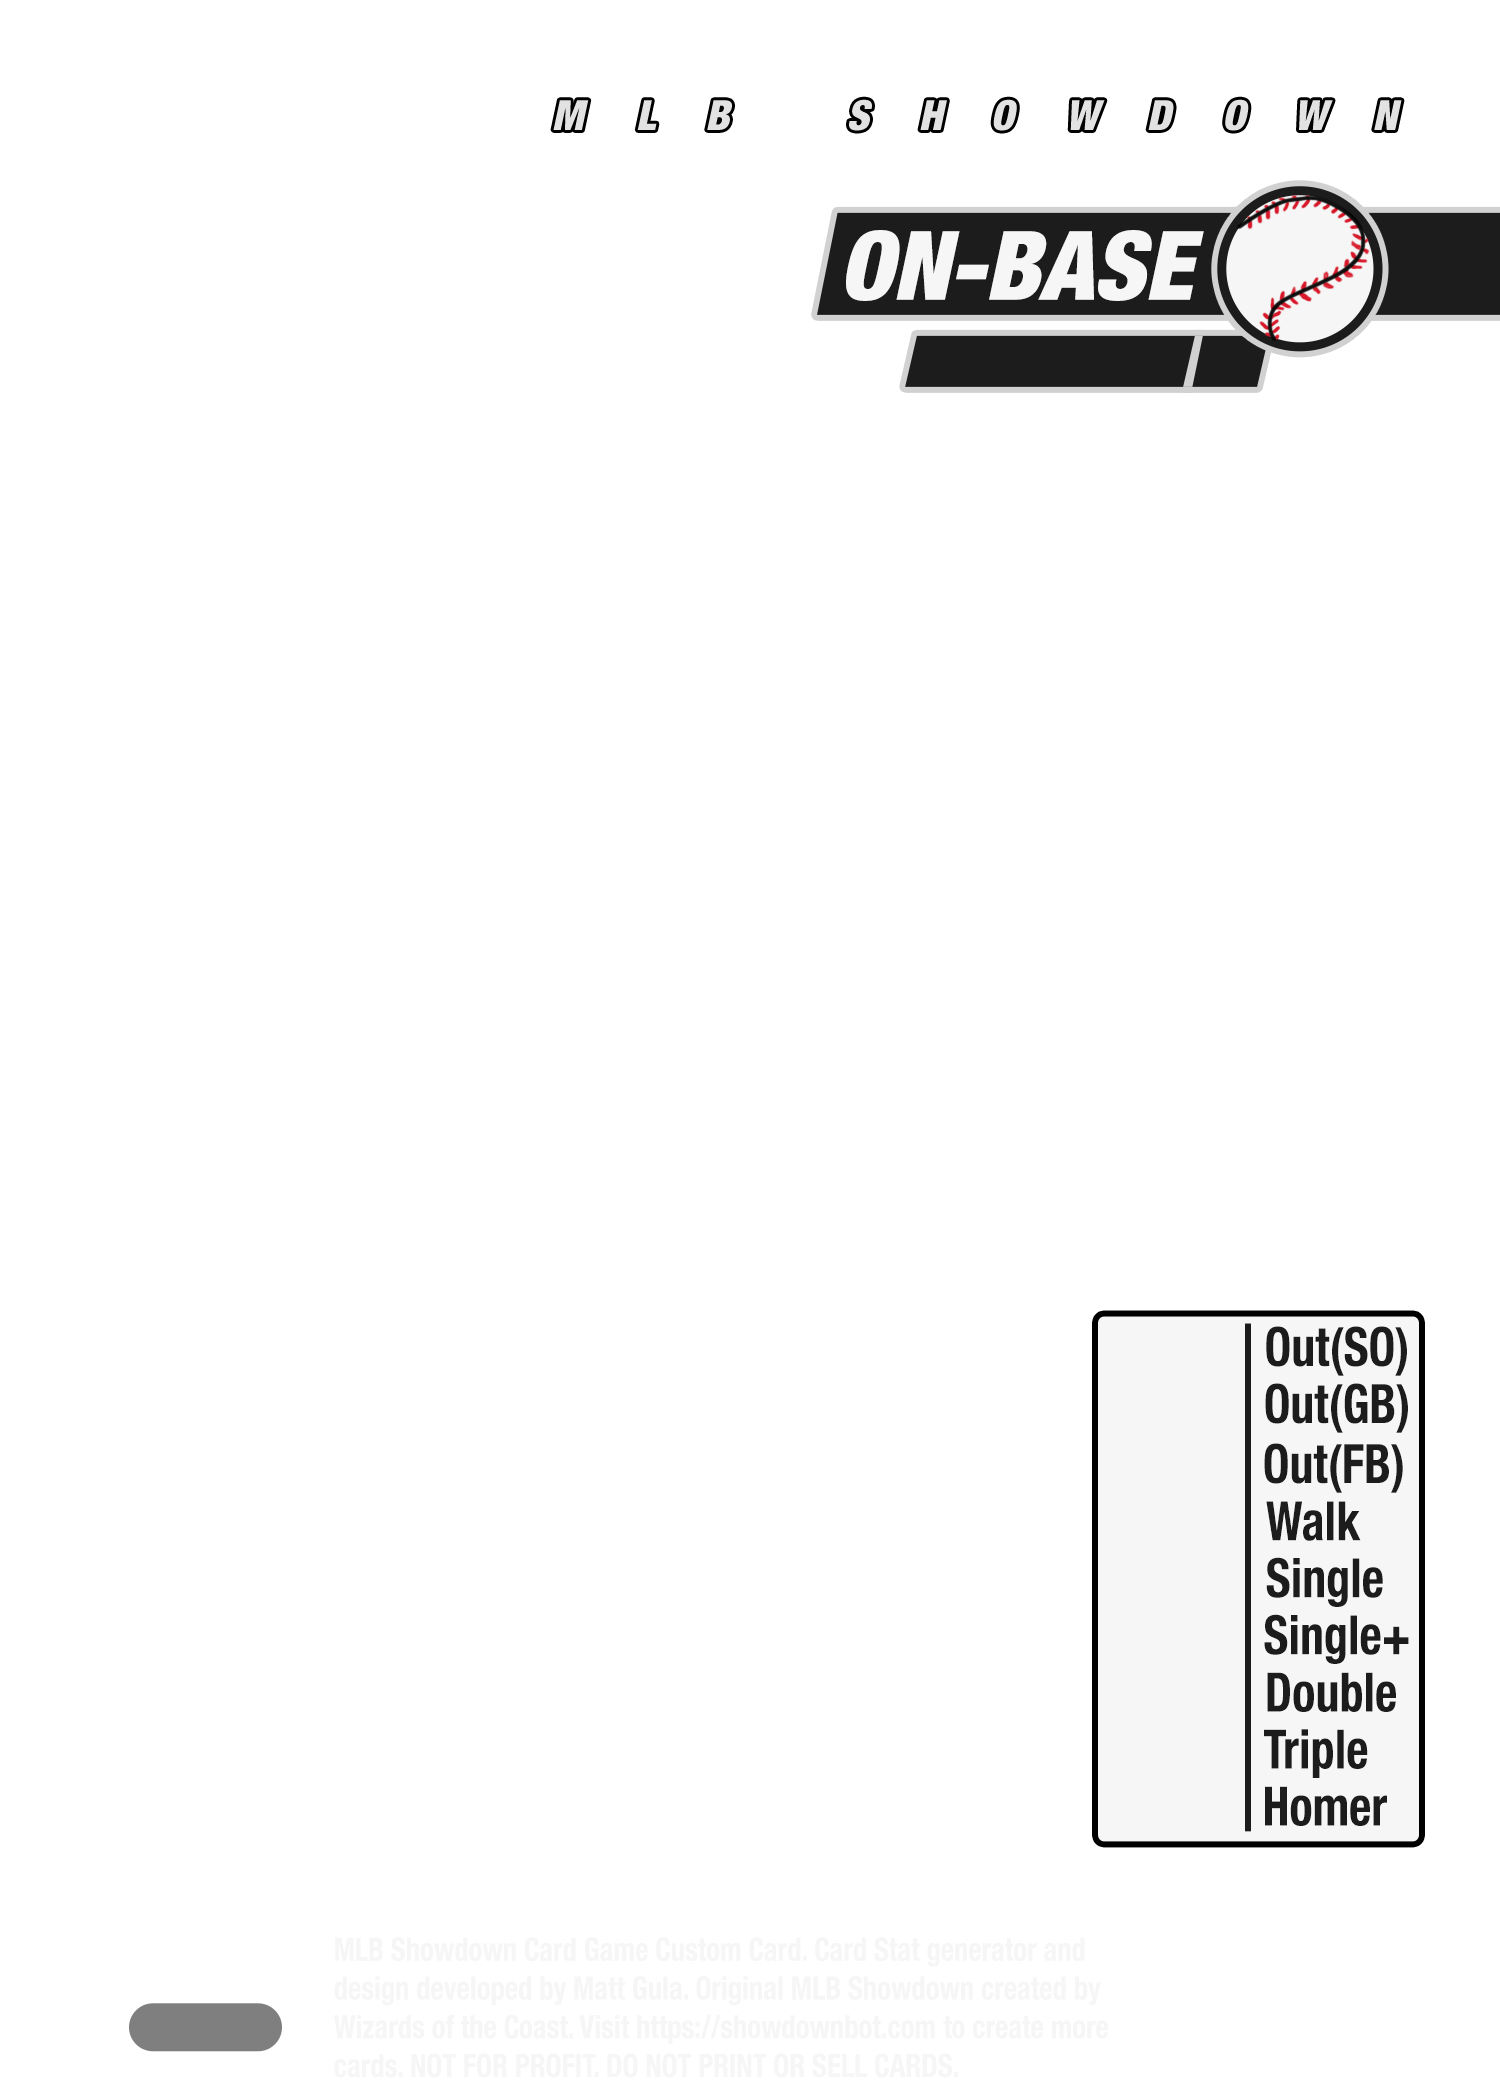 MLB SHOWDOWN
ON-BASE
Out(SO)
Out(GB)
Out(FB)
Walk
Single
Single+
Double
Triple
Homer
MLB Showdown Card Game Custom Card. Card Stat generator and
design developed by Matt Gula. Original MLB Showdown created by
Wizards of the Coast. Visit https://showdownbot.com to create more
cards. NOT FOR PROFIT. DO NOT PRINT OR SELL CARDS.